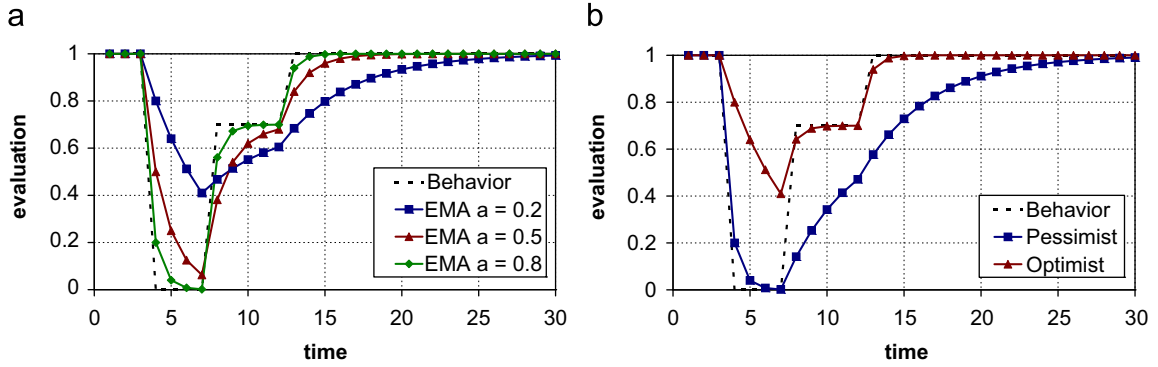 a
evaluation
1
0.8
0.6
0.4
0.2
0
0 5 10 15 20 25 30
time
Behavior
EMA a = 0.2
EMA a = 0.5
EMA a = 0.8
b
evaluation
1
0.8
0.6
0.4
0.2
0
0 5 10 15 20 25 30
time
Behavior
Pessimist
Optimist